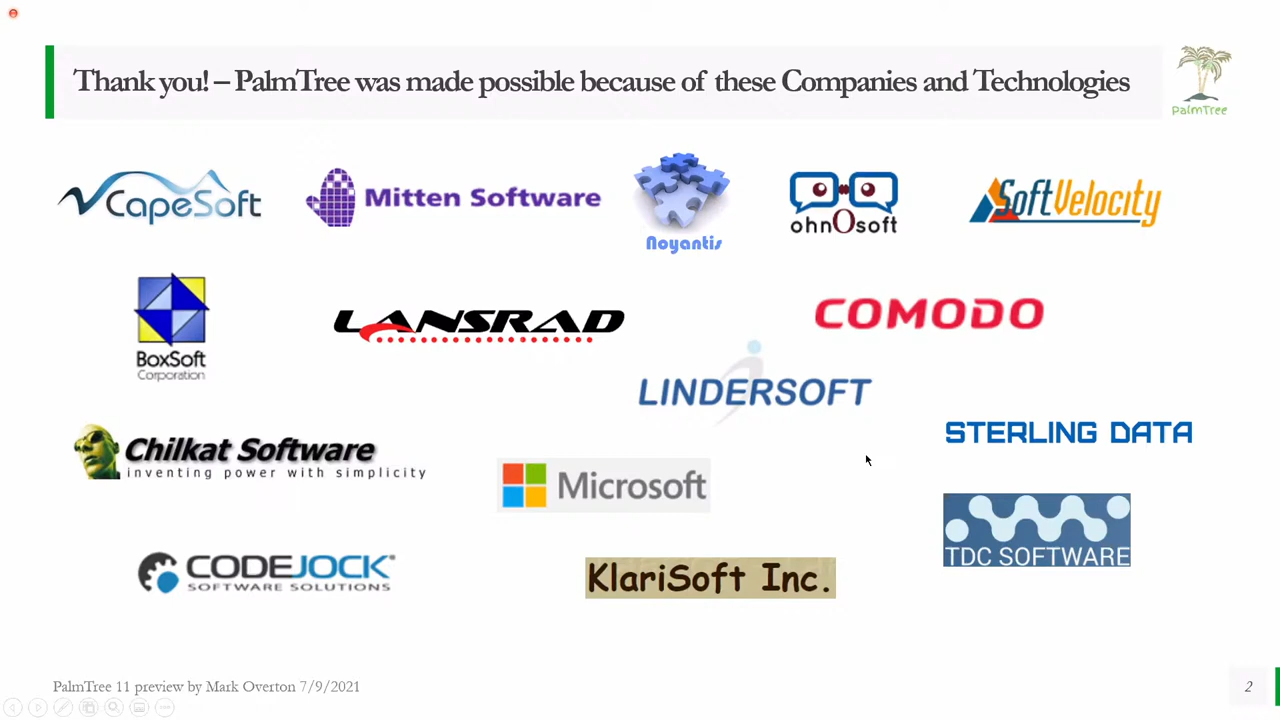 Thank you! – PalmTree was made possible because of these Companies and Technologies
PalmTree
CapeSoft
Mitten Software
Noyantis
ohnOsoft
SoftVelocity
BoxSoft
Corporation
LANSRAD
COMODO
LINDERSOFT
STERLING DATA
Chilkat Software
inventing power with simplicity
Microsoft
TDC SOFTWARE
CODEJOCK
SOFTWARE SOLUTIONS
KlariSoft Inc.
PalmTree 11 preview by Mark Overton 7/9/2021
2